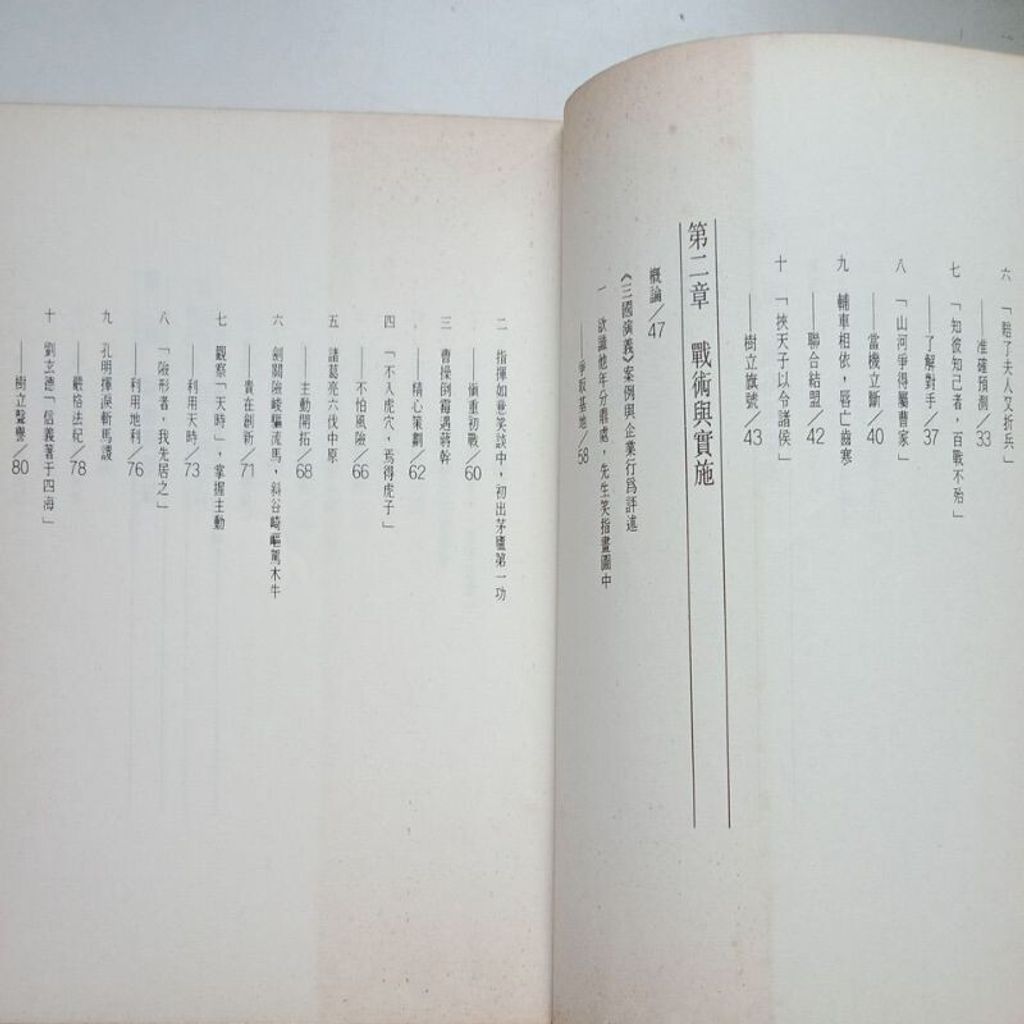 六 「賠了夫人又折兵」
——准確預測／33
七 「知彼知己者，百戰不殆」
——了解對手／37
八 「山河爭得屬曹家」
——當機立斷／40
九 輔車相依，唇亡齒寒
——聯合結盟／42
十 「挾天子以令諸侯」
——樹立旗號／43
第二章 戰術與實施
概論／47
《三國演義》案例與企業行爲評述
一 欲識他年分鼎處，先生笑指畫圖中
——爭取基地／58
二 指揮如意笑談中，初出茅廬第一功
——愼重初戰／60
三 曹操倒霉遇蔣幹
——精心策劃／62
四 「不入虎穴，焉得虎子」
——不怕風險／66
五 諸葛亮六伐中原
——主動開拓／68
六 劍關險峻驅流馬，斜谷崎嶇駕木牛
——貴在創新／71
七 觀察「天時」，掌握主動
——利用天時／73
八 「險形者，我先居之」
——利用地利／76
九 孔明揮淚斬馬謖
——嚴格法紀／78
十 劉玄德「信義著于四海」
——樹立聲譽／80